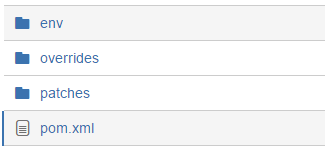 env
overrides
patches
pom.xml